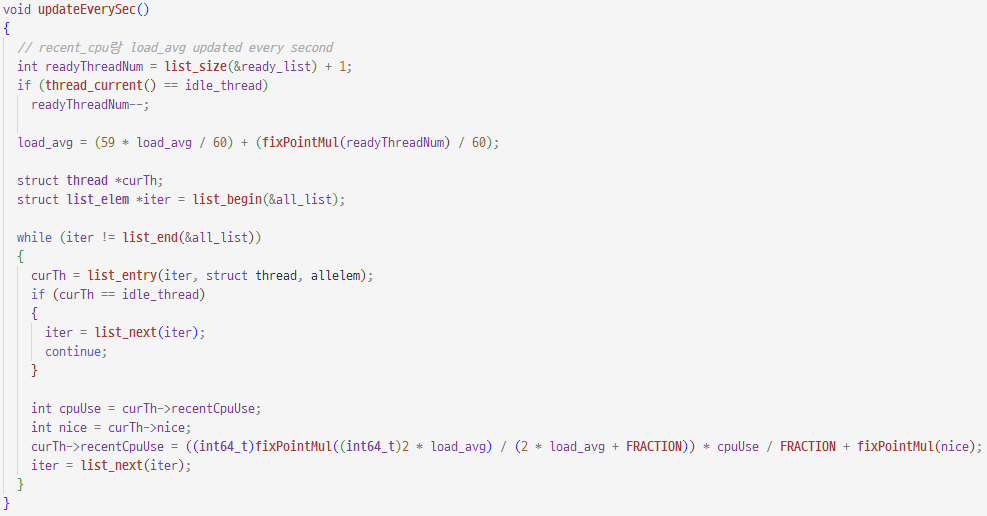 void updateEverySec()
{
// recent_cpu랑 load_avg updated every second
int readyThreadNum = list_size(&ready_list) + 1;
if (thread_current() == idle_thread)
readyThreadNum--;
load_avg = (59 * load_avg / 60) + (fixPointMul(readyThreadNum) / 60);
struct thread *curTh;
struct list_elem *iter = list_begin(&all_list);
while (iter != list_end(&all_list))
{
curTh = list_entry(iter, struct thread, allelem);
if (curTh == idle_thread)
{
iter = list_next(iter);
continue;
}
int cpuUse = curTh->recentCpuUse;
int nice = curTh->nice;
curTh->recentCpuUse = ((int64_t)fixPointMul((int64_t)2 * load_avg) / (2 * load_avg + FRACTION)) * cpuUse / FRACTION + fixPointMul(nice);
iter = list_next(iter);
}
}